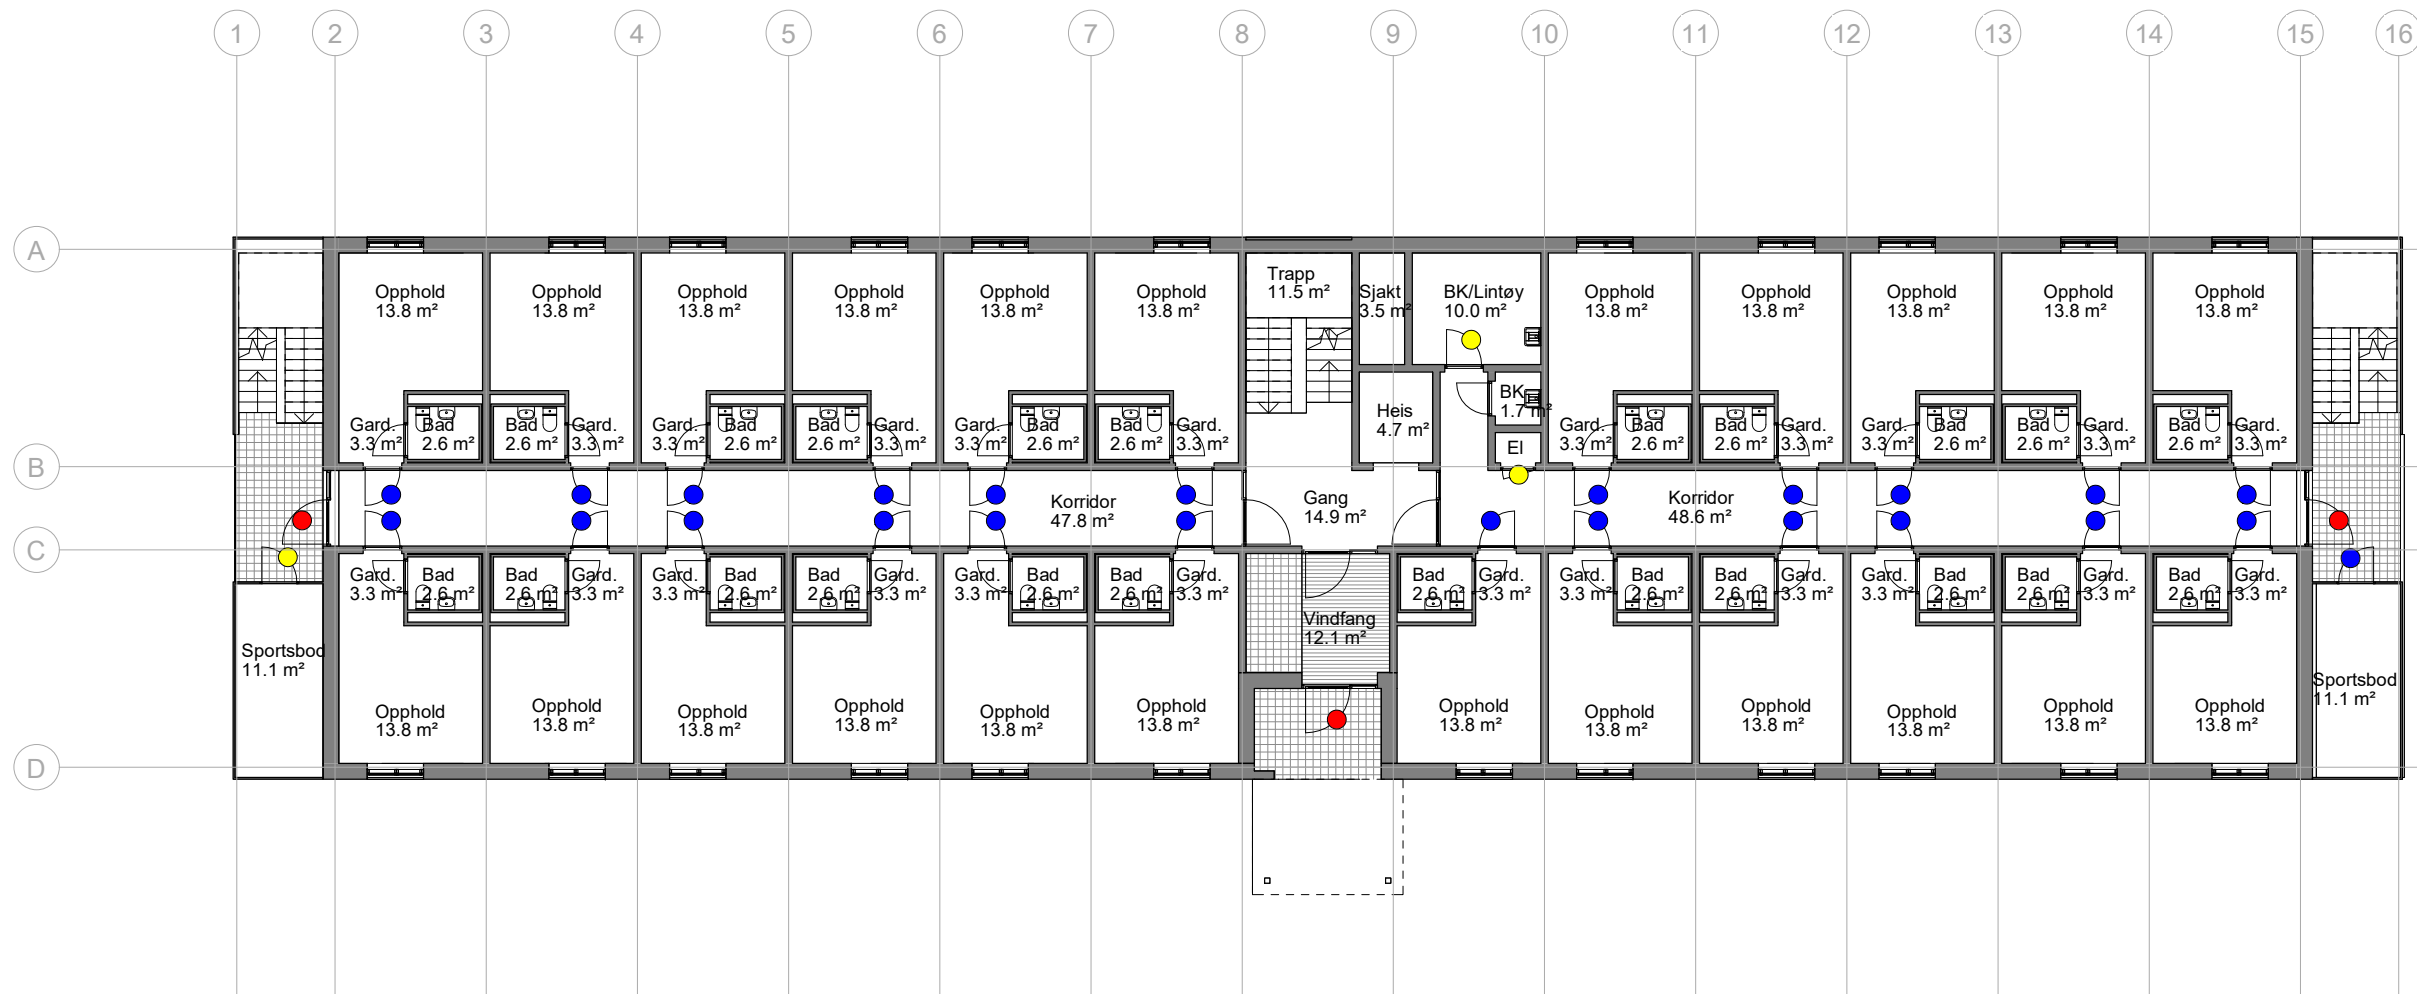 1 2 3 4 5 6 7 8 9 10 11 12 13 14 15 16
A
Trapp
11.5 m²
Opphold Opphold Opphold Opphold Opphold Opphold Sjakt BK/Lintøy Opphold Opphold Opphold Opphold Opphold
13.8 m² 13.8 m² 13.8 m² 13.8 m² 13.8 m² 13.8 m² 3.5 m² 10.0 m² 13.8 m² 13.8 m² 13.8 m² 13.8 m² 13.8 m²
BK
1.7 m²
Heis
4.7 m²
Gard. Bad Bad Gard. Gard. Bad Bad Gard. Gard. Bad Bad Gard. Gard. Bad Bad Gard. Gard. Bad Bad Gard. Bad Gard.
3.3 m² 2.6 m² 2.6 m² 3.3 m² 3.3 m² 2.6 m² 2.6 m² 3.3 m² 3.3 m² 2.6 m² 2.6 m² 3.3 m² 3.3 m² 2.6 m² 2.6 m² 3.3 m² 3.3 m² 2.6 m² 2.6 m² 3.3 m² 2.6 m² 3.3 m²
El
B
Korridor Gang Korridor
47.8 m² 14.9 m² 48.6 m²
C
Gard. Bad Bad Gard. Gard. Bad Bad Gard. Gard. Bad Bad Gard. Bad Gard. Gard. Bad Bad Gard. Gard. Bad Bad Gard. Bad Gard.
3.3 m² 2.6 m² 2.6 m² 3.3 m² 3.3 m² 2.6 m² 2.6 m² 3.3 m² 3.3 m² 2.6 m² 2.6 m² 3.3 m² 2.6 m² 3.3 m² 3.3 m² 2.6 m² 2.6 m² 3.3 m² 3.3 m² 2.6 m² 2.6 m² 3.3 m² 2.6 m² 3.3 m²
Vindfang
12.1 m²
Sportsbod
11.1 m²
Sportsbod
11.1 m²
Opphold Opphold Opphold Opphold Opphold Opphold Opphold Opphold Opphold Opphold Opphold Opphold
13.8 m² 13.8 m² 13.8 m² 13.8 m² 13.8 m² 13.8 m² 13.8 m² 13.8 m² 13.8 m² 13.8 m² 13.8 m² 13.8 m²
D